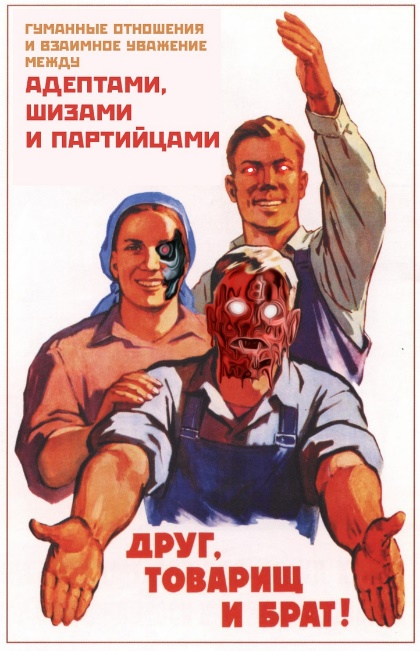 ГУМАННЫЕ ОТНОШЕНИЯ
И ВЗАИМНОЕ УВАЖЕНИЕ
МЕЖДУ
АДЕПТАМИ,
ШИЗАМИ
И ПАРТИЙЦАМИ
ДРУГ,
ТОВАРИЩ
И БРАТ!